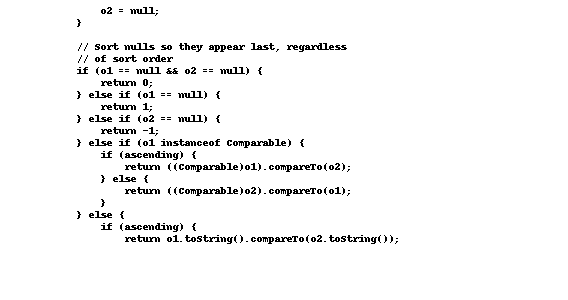 o2 = null;
}
// Sort nulls so they appear last, regardless
// of sort order
if (o1 == null && o2 == null) {
return 0;
} else if (o1 == null) {
return 1;
} else if (o2 == null) {
return -1;
} else if (o1 instanceof Comparable) {
if (ascending) {
return ((Comparable)o1).compareTo(o2);
} else {
return ((Comparable)o2).compareTo(o1);
}
} else {
if (ascending) {
return o1.toString().compareTo(o2.toString());